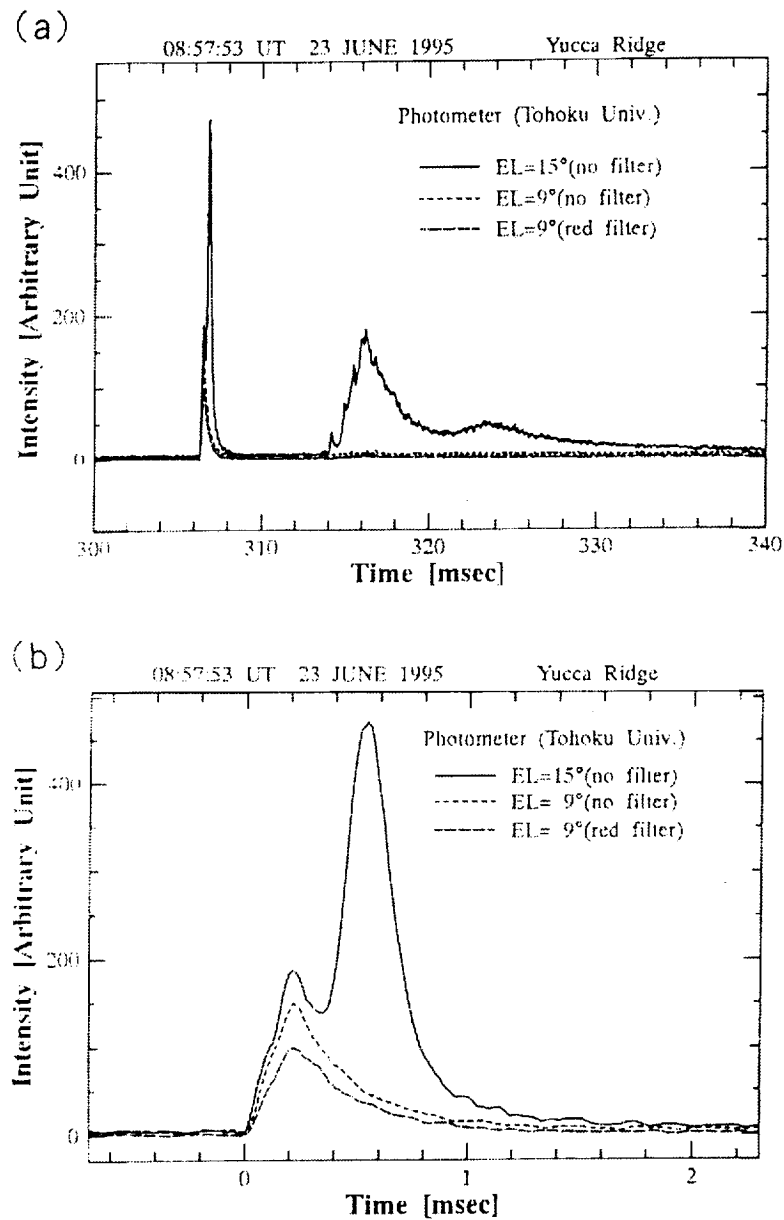 (a)
08:57:53 UT 23 JUNE 1995 Yucca Ridge
Photometer (Tohoku Univ.)
EL=15°(no filter)
EL=9°(no filter)
EL=9°(red filter)
Intensity [Arbitrary Unit]
400
200
0
300 310 320 330 340
Time [msec]
(b)
08:57:53 UT 23 JUNE 1995 Yucca Ridge
Photometer (Tohoku Univ.)
EL=15°(no filter)
EL= 9°(no filter)
EL= 9°(red filter)
Intensity [Arbitrary Unit]
400
200
0
0 1 2
Time [msec]